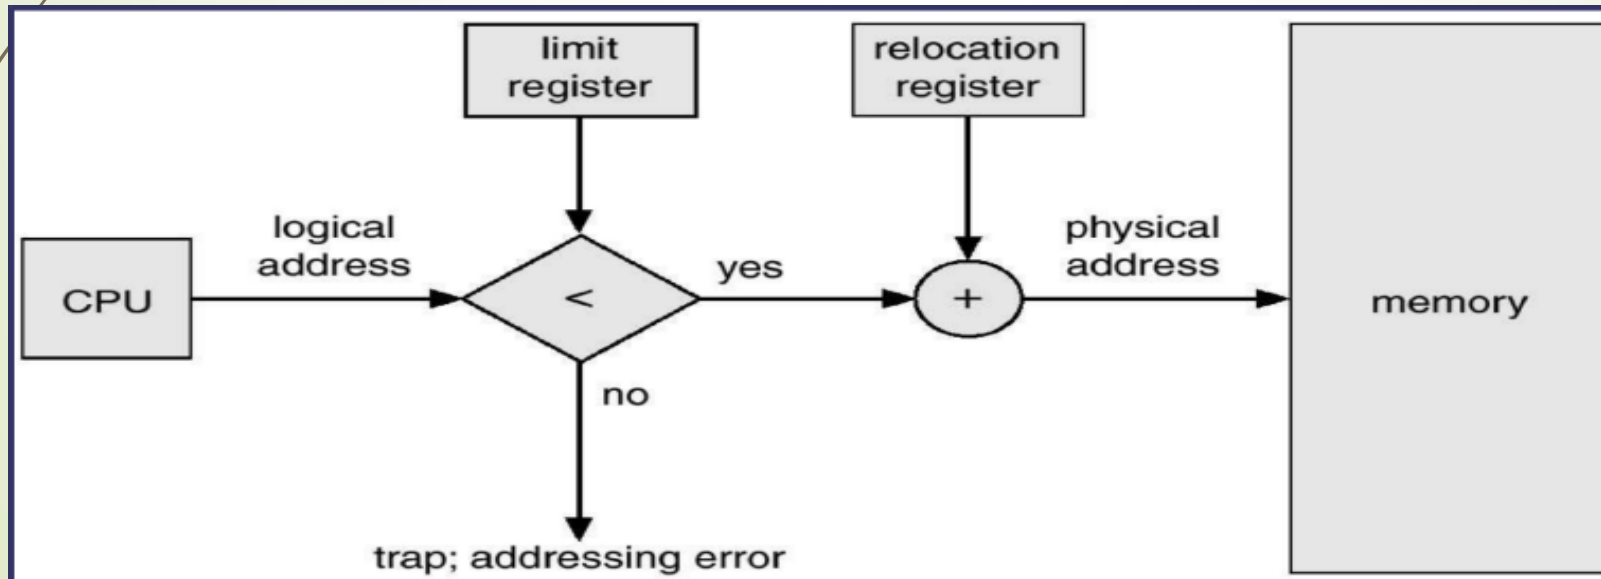 limit
register
relocation
register
logical
address
yes
physical
address
CPU
<
+
memory
no
trap; addressing error